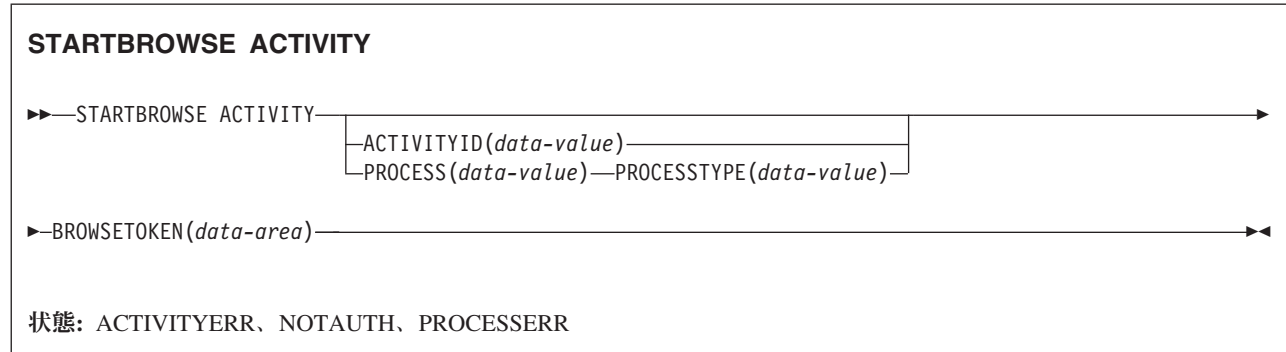 STARTBROWSE ACTIVITY
STARTBROWSE ACTIVITY
ACTIVITYID(data-value)
PROCESS(data-value) PROCESSTYPE(data-value)
BROWSETOKEN(data-area)
状態: ACTIVITYERR、NOTAUTH、PROCESSERR